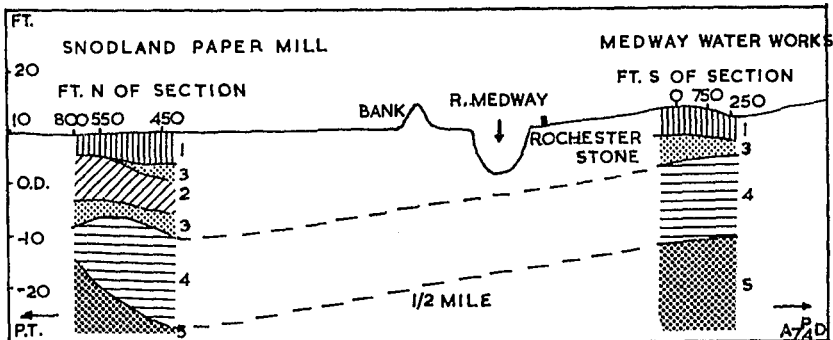 FT.
SNODLAND PAPER MILL
MEDWAY WATER WORKS
20
FT. N OF SECTION
FT. S OF SECTION
800 550 450
0 750 250
10
BANK
R. MEDWAY
ROCHESTER
STONE
1
3
2
3
4
5
1
3
4
5
O.D.
-10
-20
1/2 MILE
P.T.